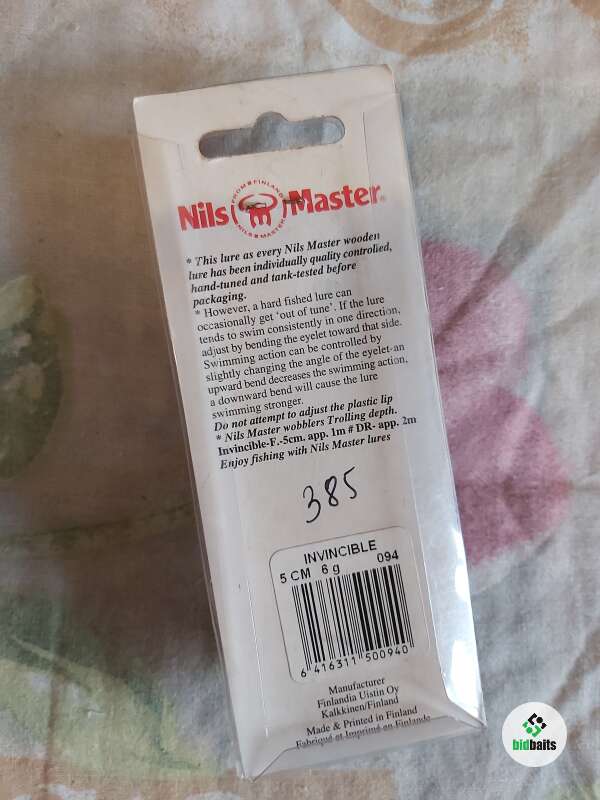 Nils Master®
FROM FINLAND
NILS MASTER
* This lure as every Nils Master wooden
lure has been individually quality controlled,
hand-tuned and tank-tested before
packaging.
* However, a hard fished lure can
occasionally get 'out of tune'. If the lure
tends to swim consistently in one direction,
adjust by bending the eyelet toward that side.
Swimming action can be controlled by
slightly changing the angle of the eyelet-an
upward bend decreases the swimming action,
a downward bend will cause the lure
swimming stronger.
Do not attempt to adjust the plastic lip
* Nils Master wobblers Trolling depth.
Invincible-F.-5cm. app. 1m # DR- app. 2m
Enjoy fishing with Nils Master lures
385
INVINCIBLE
5 CM 6 g 094
6 416311 500940
Manufacturer
Finlandia Uistin Oy
Kalkkinen/Finland
Made & Printed in Finland
Fabriqué et Imprimé en Finlande
bidbaits